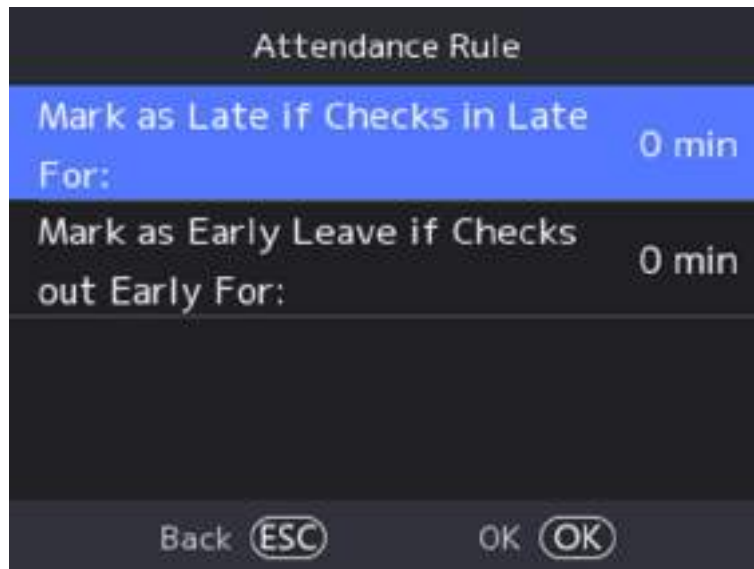 Attendance Rule
Mark as Late if Checks in Late
For:
0 min
Mark as Early Leave if Checks
out Early For:
0 min
Back ESC OK OK